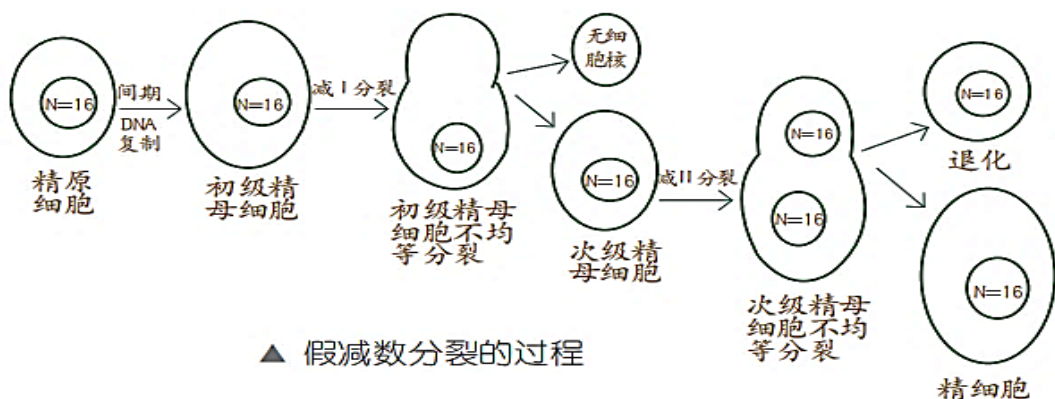 N=16
精原
细胞
间期
DNA
复制
N=16
初级精
母细胞
减Ⅰ分裂
N=16
初级精母
细胞不均
等分裂
无细
胞核
N=16
次级精
母细胞
减ⅠⅠ分裂
N=16
N=16
次级精母
细胞不均
等分裂
N=16
退化
N=16
精细胞
▲ 假减数分裂的过程